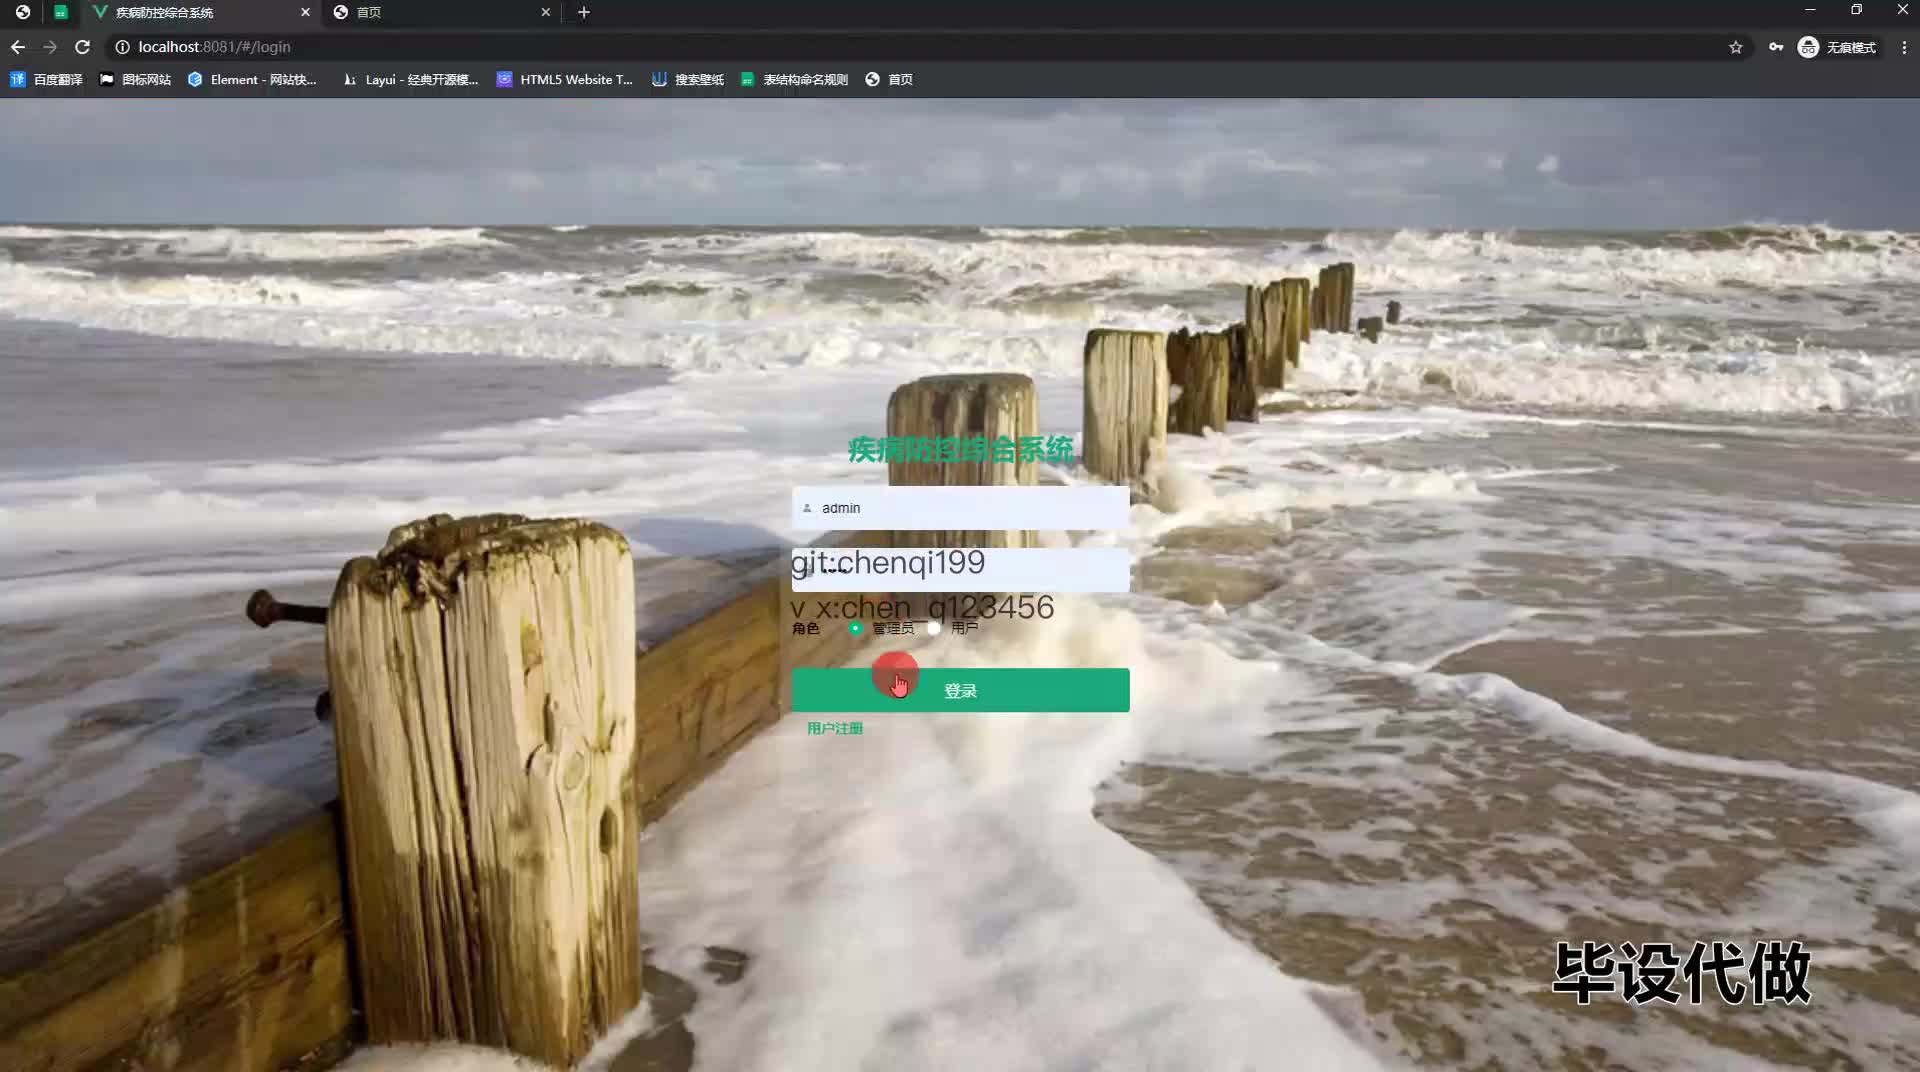 疾病防控综合系统
首页
localhost:8081/#/login
无痕模式
百度翻译
图标网站
Element - 网站快...
Layui - 经典开源模...
HTML5 Website T...
搜索壁纸
表结构命名规则
首页
疾病防控综合系统
admin
git:chenqi199
v_x:chen_q123456
角色
管理员
用户
登录
用户注册
毕设代做